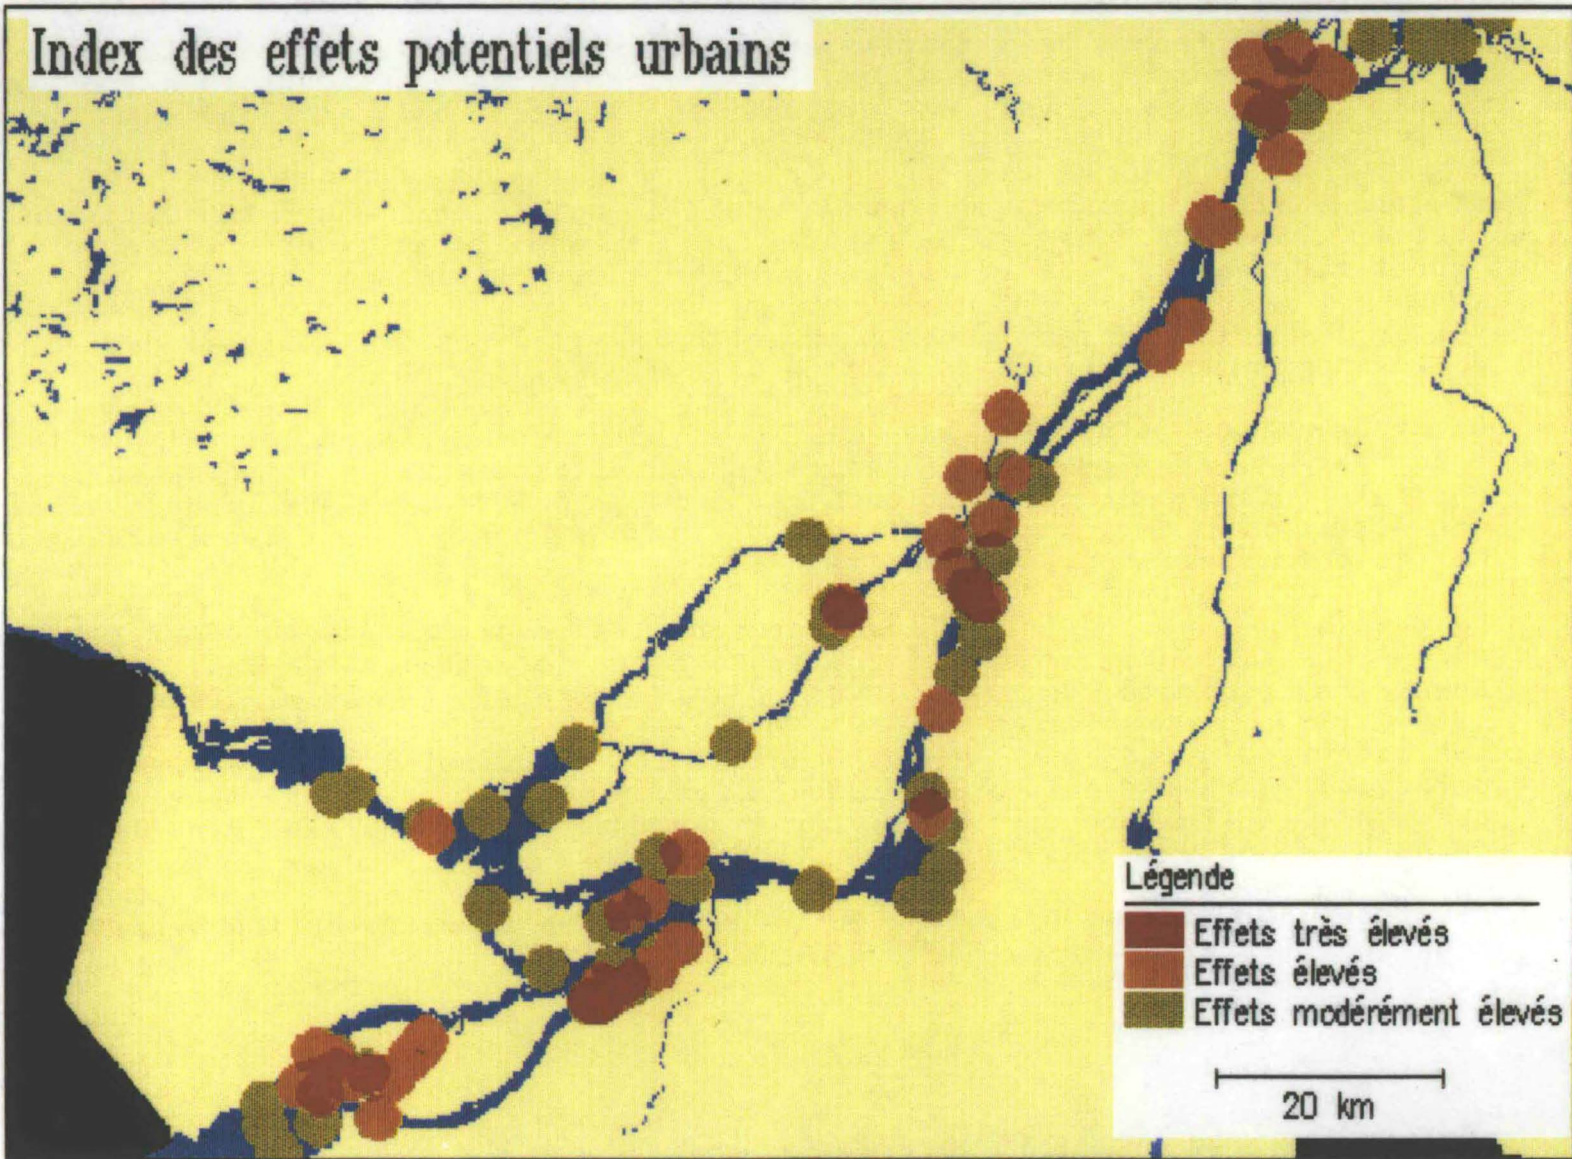 Index des effets potentiels urbains
Légende
Effets très élevés
Effets élevés
Effets modérément élevés
20 km